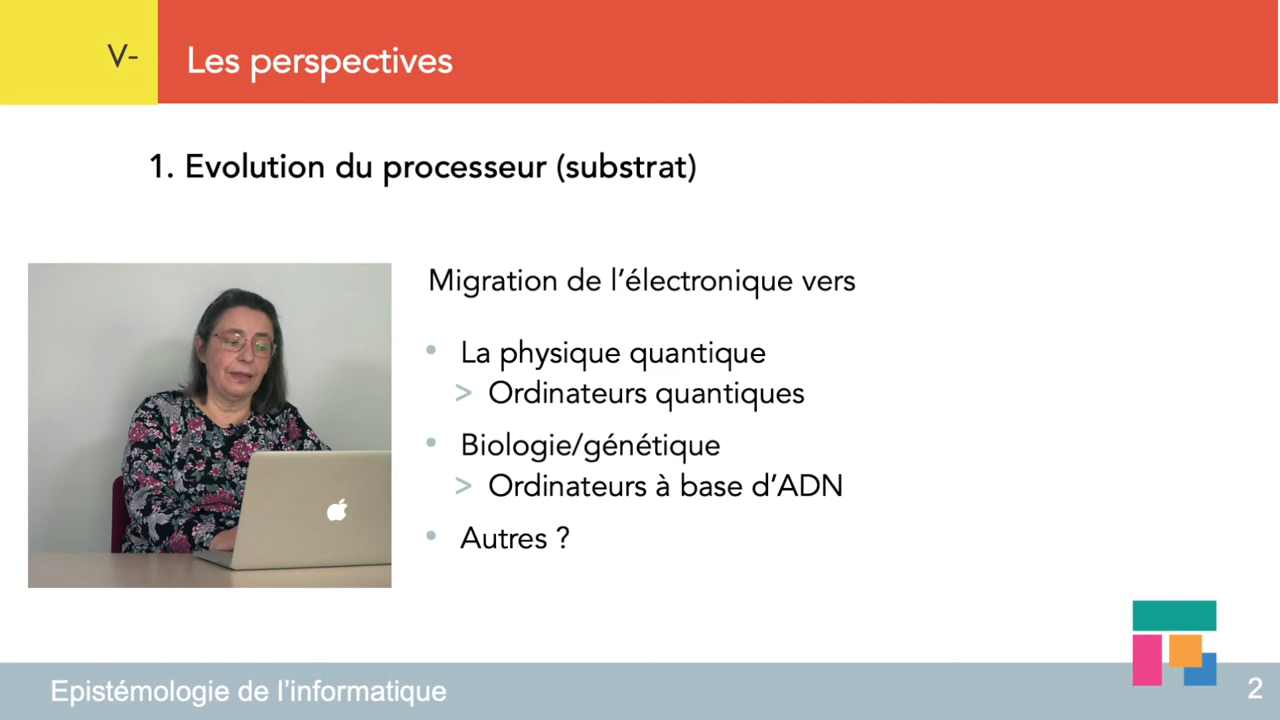 V-
Les perspectives
1. Evolution du processeur (substrat)
Migration de l’électronique vers
• La physique quantique
> Ordinateurs quantiques
• Biologie/génétique
> Ordinateurs à base d’ADN
• Autres ?
Epistémologie de l’informatique
2